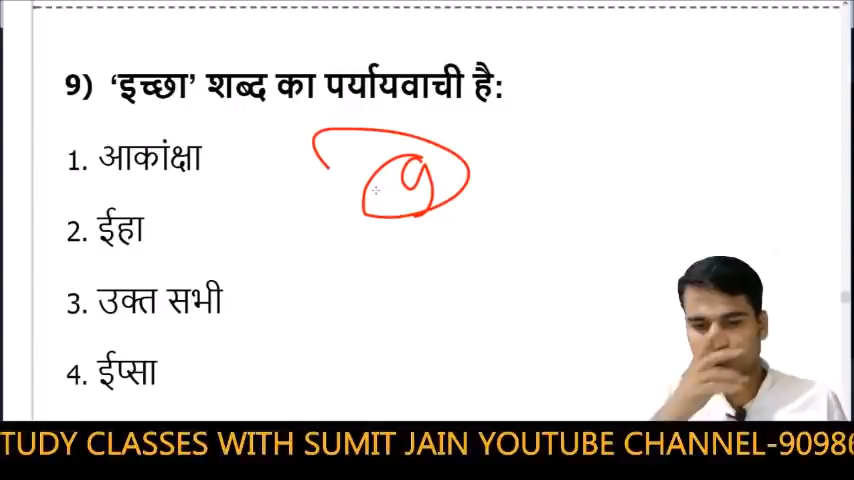 9) ‘इच्छा’ शब्द का पर्यायवाची है:
9
1. आकांक्षा
2. ईहा
3. उक्त सभी
4. ईप्सा
TUDY CLASSES WITH SUMIT JAIN YOUTUBE CHANNEL-90986